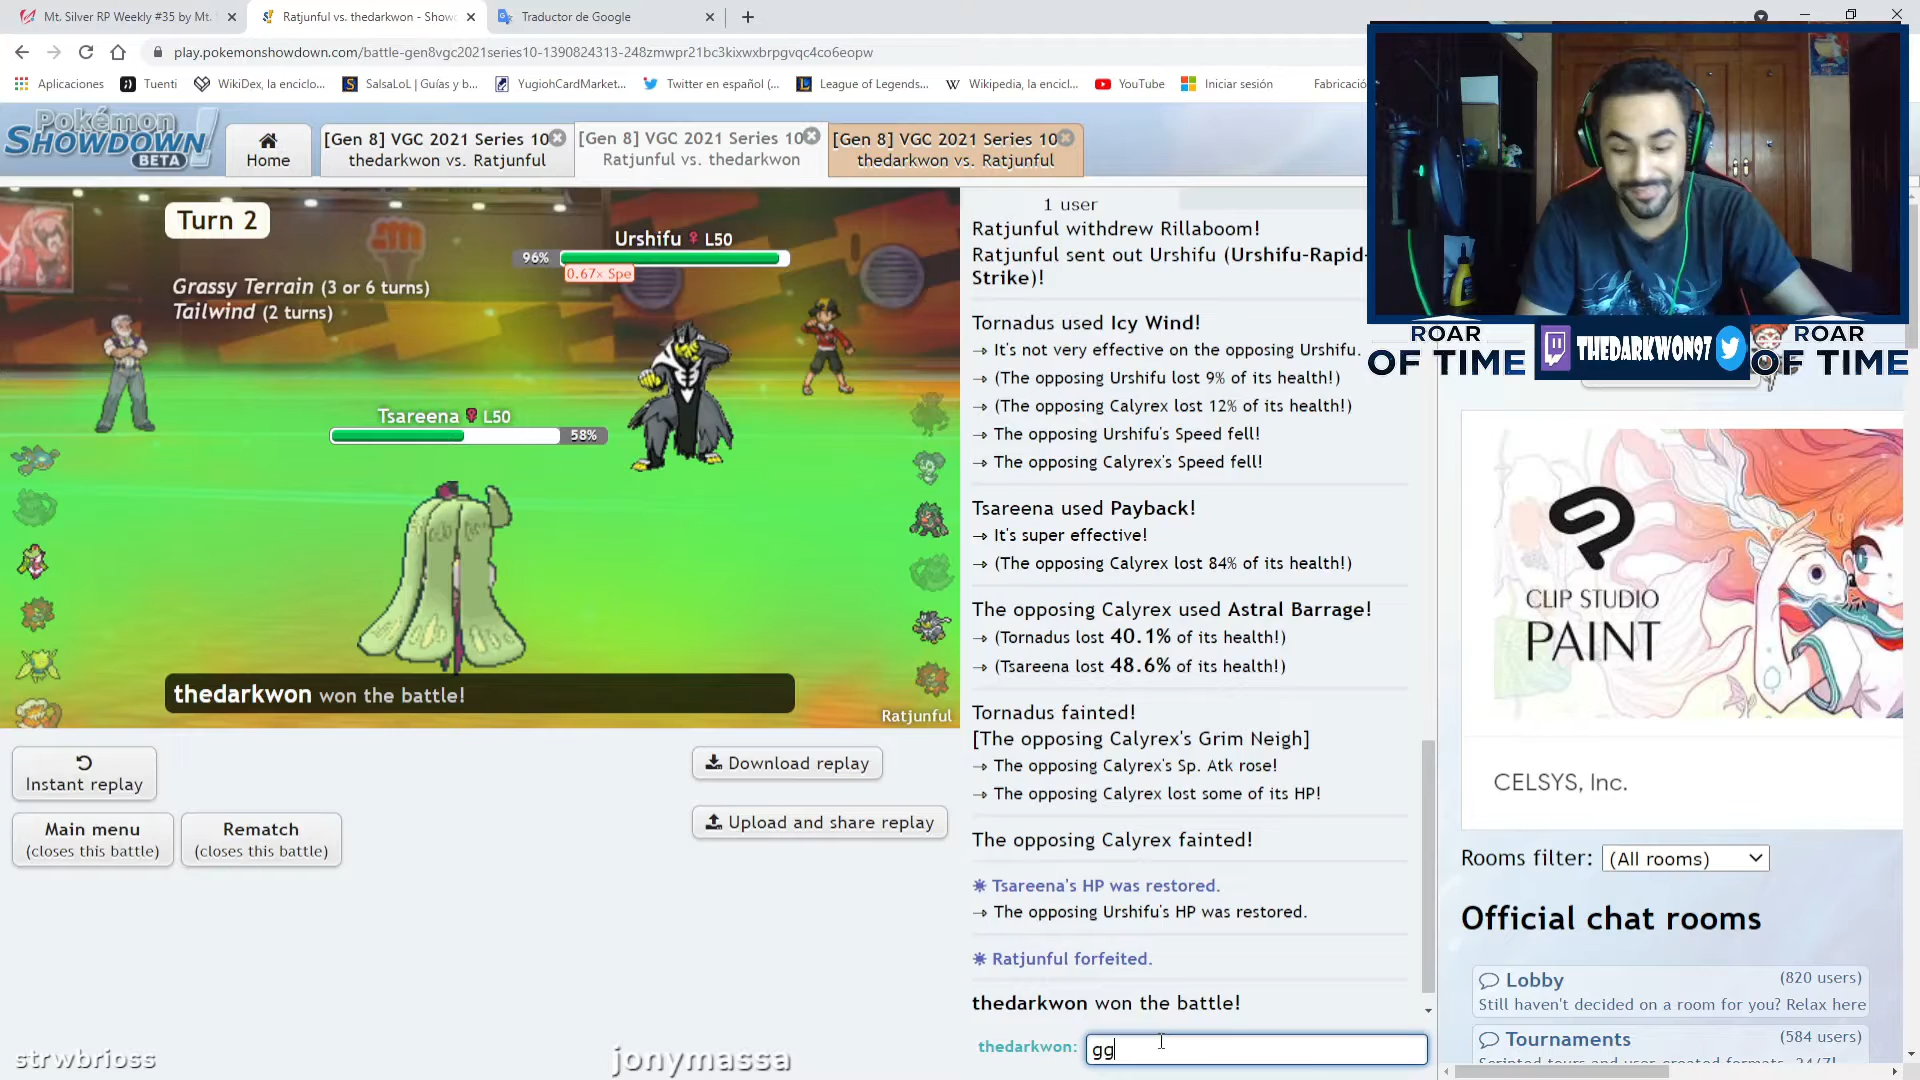 Mt. Silver RP Weekly #35 by Mt.
Ratjunful vs. thedarkwon - Showd
Traductor de Google
play.pokemonshowdown.com/battle-gen8vgc2021series10-1390824313-248zmwpr21bc3kixwxbrpgvqc4co6eopw
Aplicaciones
Tuenti
WikiDex, la enciclo...
SalsaLoL | Guías y b...
YugiohCardMarket...
Twitter en español (...
League of Legends...
Wikipedia, la encicl...
YouTube
Iniciar sesión
Fabricació
Pokémon
SHOWDOWN!
BETA
Home
[Gen 8] VGC 2021 Series 10
thedarkwon vs. Ratjunful
[Gen 8] VGC 2021 Series 10
Ratjunful vs. thedarkwon
[Gen 8] VGC 2021 Series 10
thedarkwon vs. Ratjunful
Turn 2
Grassy Terrain (3 or 6 turns)
Tailwind (2 turns)
Urshifu ♀ L50
96%
0.67× Spe
Tsareena ♀ L50
58%
thedarkwon won the battle!
Ratjunful
Instant replay
Download replay
Main menu
(closes this battle)
Rematch
(closes this battle)
Upload and share replay
1 user
Ratjunful withdrew Rillaboom!
Ratjunful sent out Urshifu (Urshifu-Rapid-
Strike)!
Tornadus used Icy Wind!
→ It's not very effective on the opposing Urshifu.
→ (The opposing Urshifu lost 9% of its health!)
→ (The opposing Calyrex lost 12% of its health!)
→ The opposing Urshifu's Speed fell!
→ The opposing Calyrex's Speed fell!
Tsareena used Payback!
→ It's super effective!
→ (The opposing Calyrex lost 84% of its health!)
The opposing Calyrex used Astral Barrage!
→ (Tornadus lost 40.1% of its health!)
→ (Tsareena lost 48.6% of its health!)
Tornadus fainted!
[The opposing Calyrex's Grim Neigh]
→ The opposing Calyrex's Sp. Atk rose!
→ The opposing Calyrex lost some of its HP!
The opposing Calyrex fainted!
Tsareena's HP was restored.
→ The opposing Urshifu's HP was restored.
Ratjunful forfeited.
thedarkwon won the battle!
thedarkwon: gg
ROAR
OF TIME
THEDARKWON97
ROAR
OF TIME
CLIP STUDIO
PAINT
CELSYS, Inc.
Rooms filter: (All rooms)
Official chat rooms
Lobby (820 users)
Still haven't decided on a room for you? Relax here
Tournaments (584 users)
strwbrioss
jonymassa